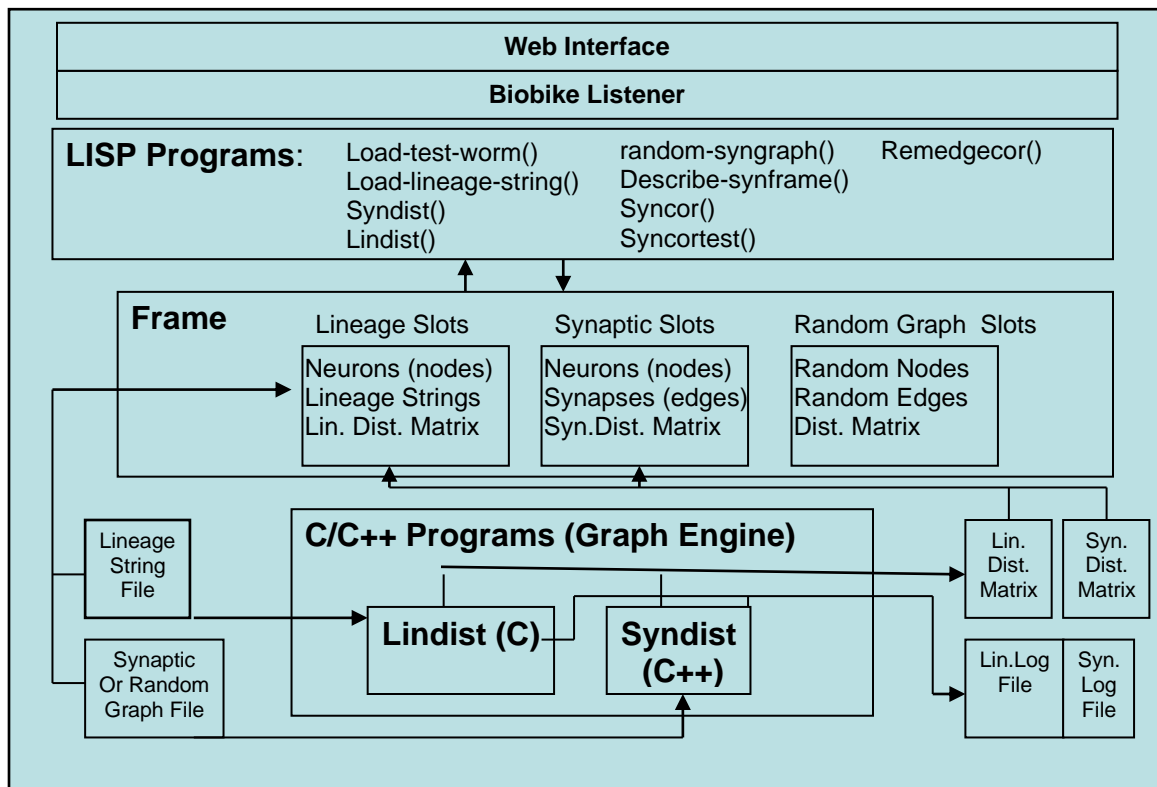 Web Interface
Biobike Listener
LISP Programs:
Load-test-worm()
Load-lineage-string()
Syndist()
Lindist()
random-syngraph()
Describe-synframe()
Syncor()
Syncortest()
Remedgecor()
Frame
Lineage Slots
Neurons (nodes)
Lineage Strings
Lin. Dist. Matrix
Synaptic Slots
Neurons (nodes)
Synapses (edges)
Syn.Dist. Matrix
Random Graph Slots
Random Nodes
Random Edges
Dist. Matrix
Lineage
String
File
Synaptic
Or Random
Graph File
C/C++ Programs (Graph Engine)
Lindist (C)
Syndist
(C++)
Lin.
Dist.
Matrix
Syn.
Dist.
Matrix
Lin.Log
File
Syn.
Log
File